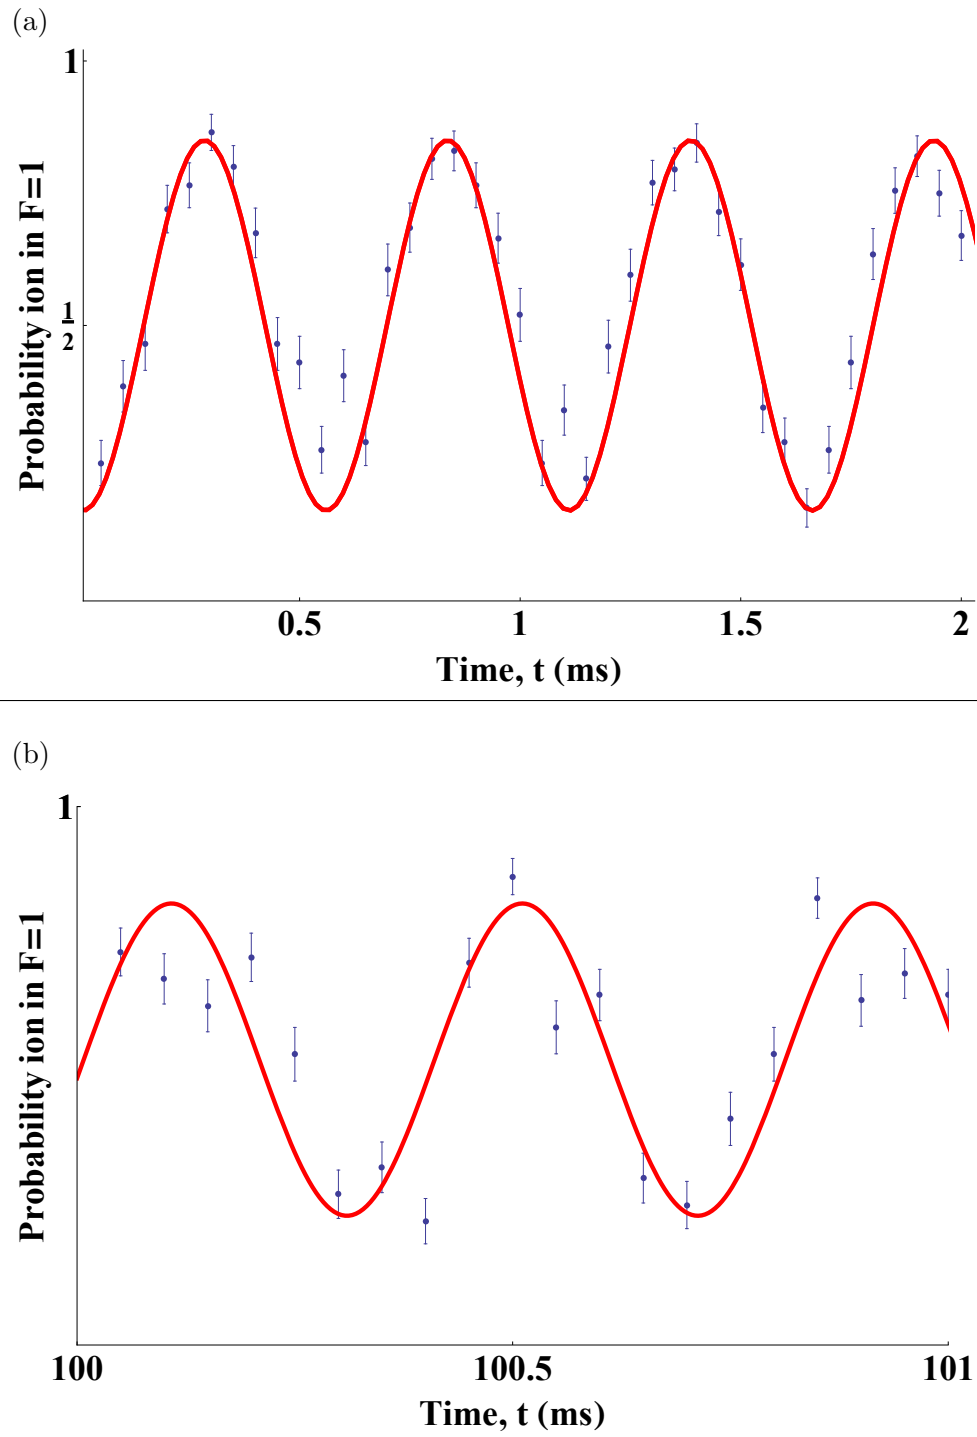 (a)
1
1
2
Probability ion in F=1
0.5 1 1.5 2
Time, t (ms)
(b)
1
Probability ion in F=1
100 100.5 101
Time, t (ms)